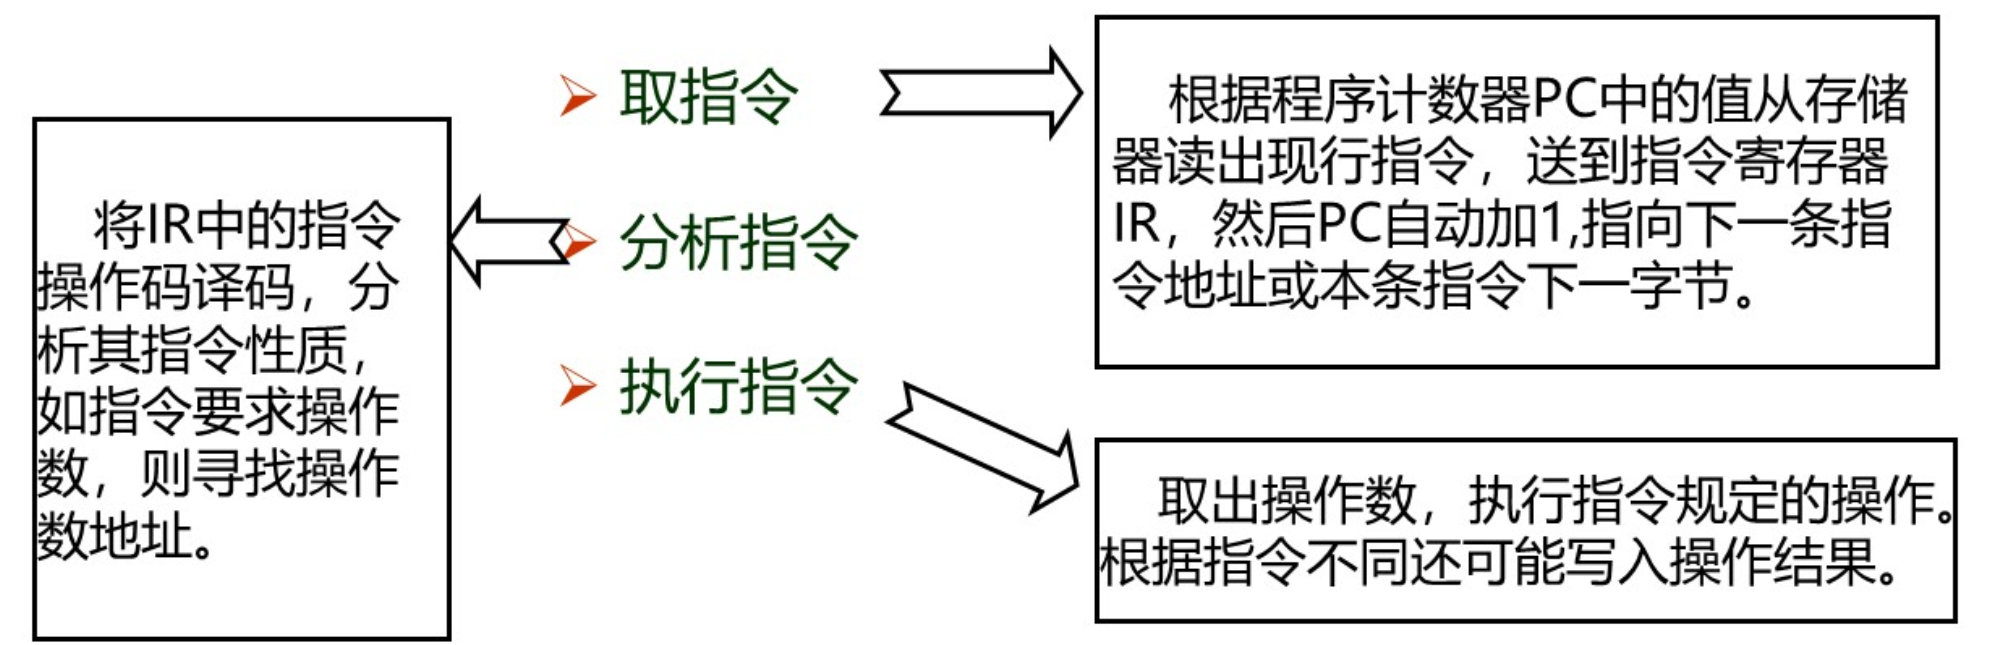 取指令
根据程序计数器PC中的值从存储
器读出现行指令，送到指令寄存器
IR，然后PC自动加1,指向下一条指
令地址或本条指令下一字节。
分析指令
将IR中的指令
操作码译码，分
析其指令性质，
如指令要求操作
数，则寻找操作
数地址。
执行指令
取出操作数，执行指令规定的操作。
根据指令不同还可能写入操作结果。